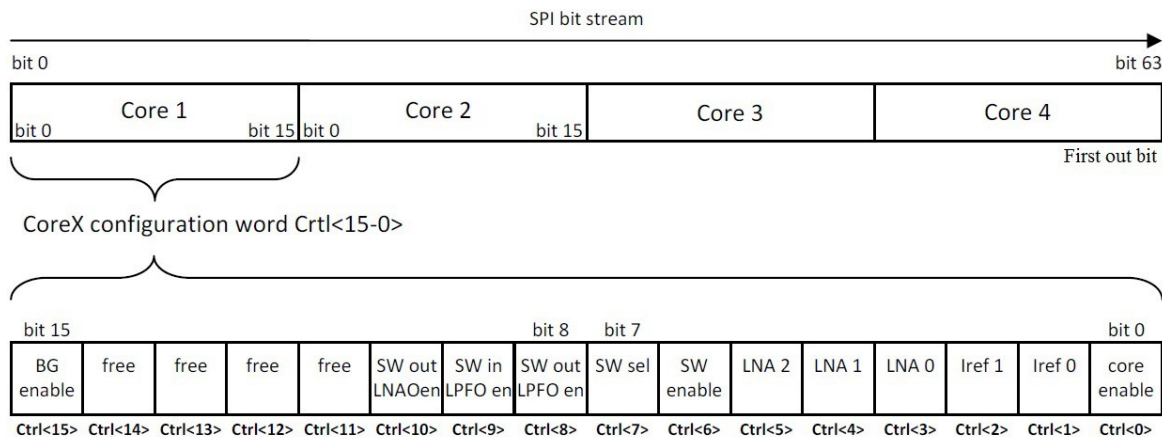 SPI bit stream
bit 0 bit 63
Core 1 Core 2 Core 3 Core 4
bit 0 bit 15 bit 0 bit 15
First out bit
CoreX configuration word Crtl<15-0>
bit 15 bit 8 bit 7 bit 0
BG enable free free free free SW out LNAOen SW in LPFO en SW out LPFO en SW sel SW enable LNA 2 LNA 1 LNA 0 Iref 1 Iref 0 core enable
Ctrl<15> Ctrl<14> Ctrl<13> Ctrl<12> Ctrl<11> Ctrl<10> Ctrl<9> Ctrl<8> Ctrl<7> Ctrl<6> Ctrl<5> Ctrl<4> Ctrl<3> Ctrl<2> Ctrl<1> Ctrl<0>